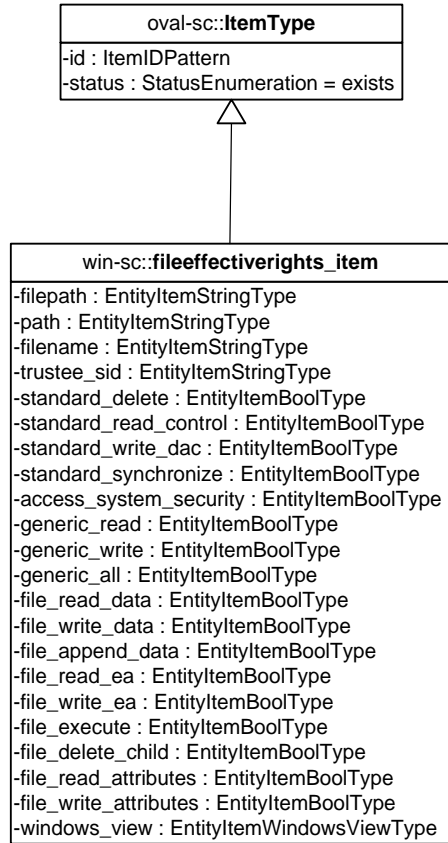 oval-sc::ItemType
-id : ItemIDPattern
-status : StatusEnumeration = exists
win-sc::fileeffectiverights_item
-filepath : EntityItemStringType
-path : EntityItemStringType
-filename : EntityItemStringType
-trustee_sid : EntityItemStringType
-standard_delete : EntityItemBoolType
-standard_read_control : EntityItemBoolType
-standard_write_dac : EntityItemBoolType
-standard_synchronize : EntityItemBoolType
-access_system_security : EntityItemBoolType
-generic_read : EntityItemBoolType
-generic_write : EntityItemBoolType
-generic_all : EntityItemBoolType
-file_read_data : EntityItemBoolType
-file_write_data : EntityItemBoolType
-file_append_data : EntityItemBoolType
-file_read_ea : EntityItemBoolType
-file_write_ea : EntityItemBoolType
-file_execute : EntityItemBoolType
-file_delete_child : EntityItemBoolType
-file_read_attributes : EntityItemBoolType
-file_write_attributes : EntityItemBoolType
-windows_view : EntityItemWindowsViewType